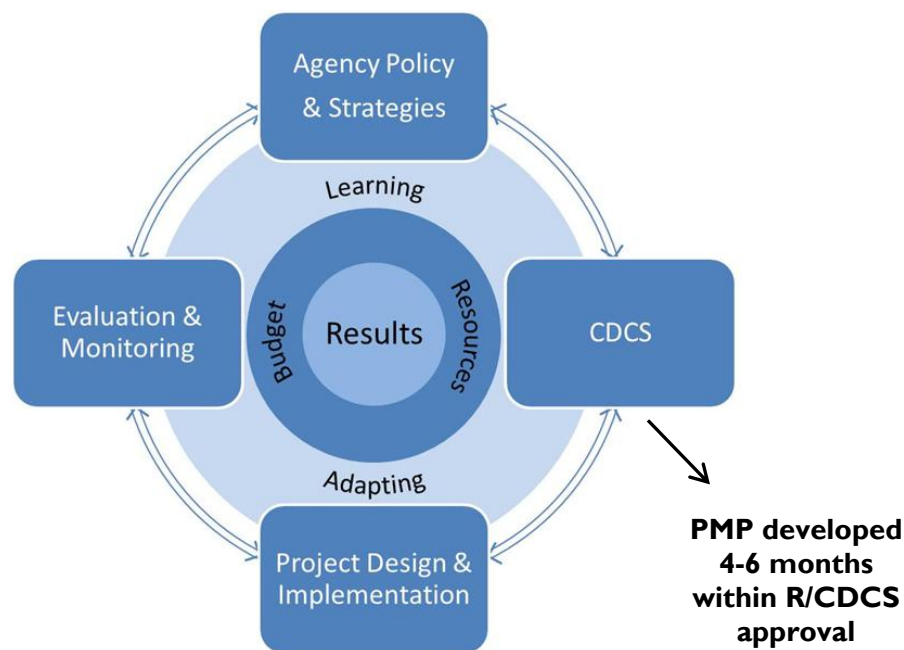 Agency Policy
& Strategies
Learning
Evaluation &
Monitoring
Budget
Results
Resources
CDCS
Adapting
Project Design &
Implementation
PMP developed
4-6 months
within R/CDCS
approval